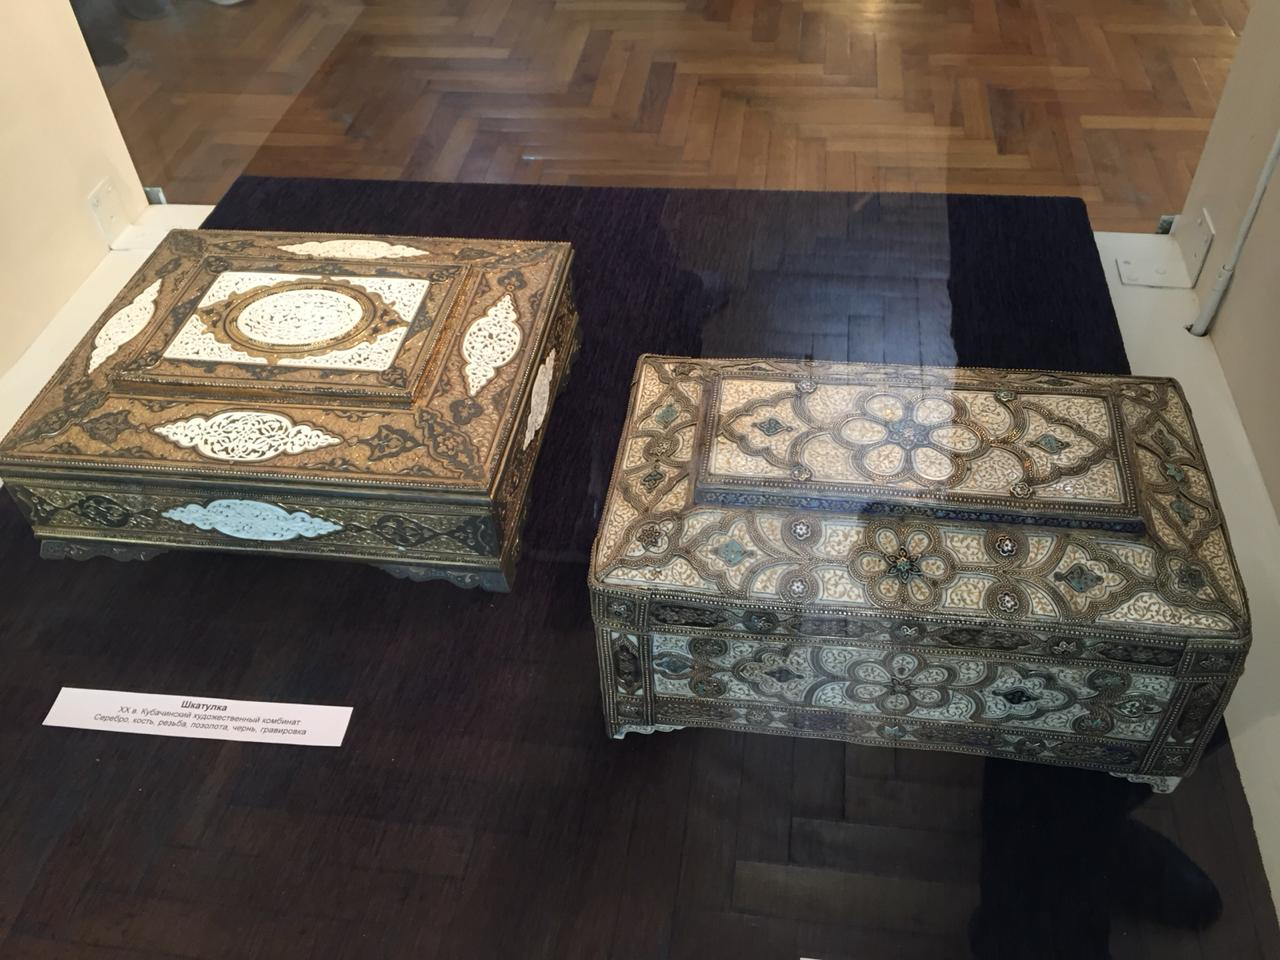 Шкатулка
XX в. Кубачинский художественный комбинат
Серебро, кость, резьба, позолота, чернь, гравировка